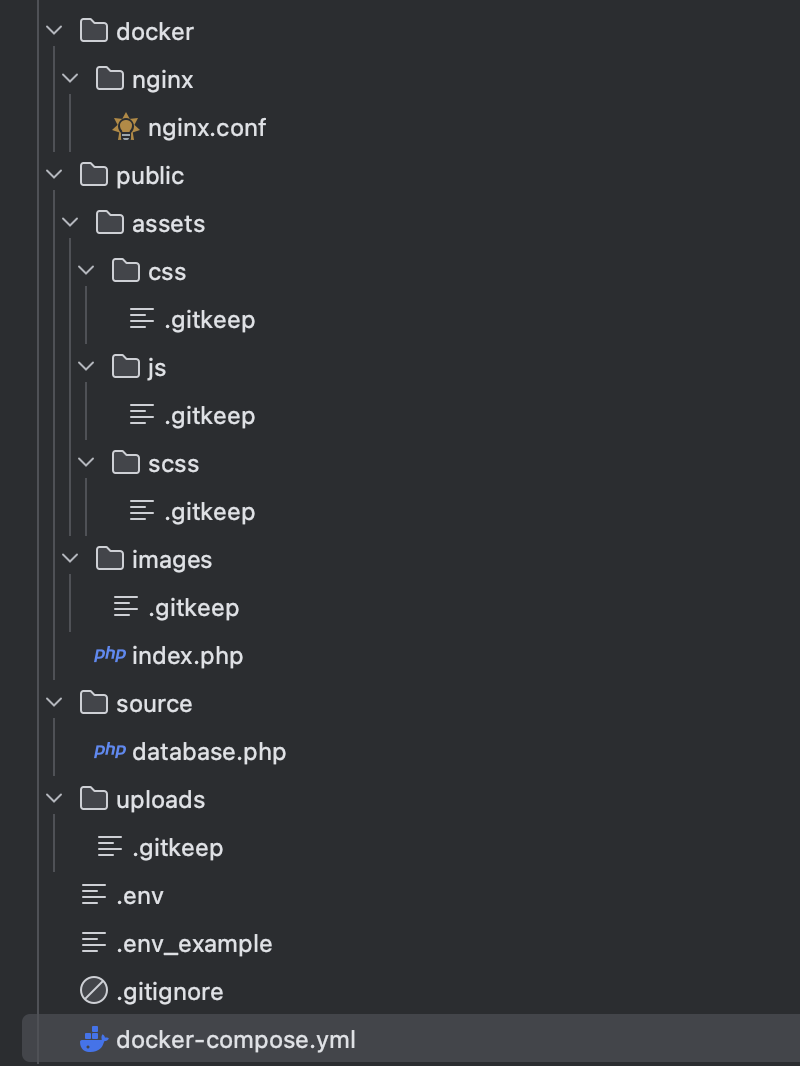 docker
nginx
nginx.conf
public
assets
css
.gitkeep
js
.gitkeep
scss
.gitkeep
images
.gitkeep
php index.php
source
php database.php
uploads
.gitkeep
.env
.env_example
.gitignore
docker-compose.yml